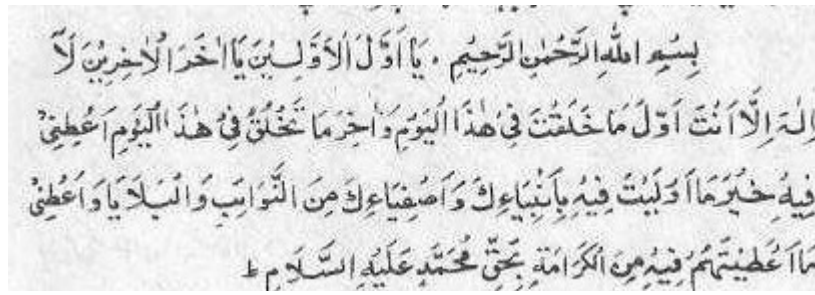 بِسْمِ اللهِ الرَّحْمٰنِ الرَّحِيْمِ . يَا اَوَّلَ الْاَوَّلِيْنَ يَا اٰخَرَ الْاٰخِرِيْنَ لَآ
اِلٰهَ اِلَّا اَنْتَ اَوَّلَ مَا خَلَقْتَ فِيْ هٰذَا الْيَوْمِ وَاٰخِرَ مَا تَخْلُقُ فِيْ هٰذَا الْيَوْمِ اَعْطِنِيْ
فِيْهِ خَيْرَ مَا اَوْلَيْتَ فِيْهِ بِاَنْبِيَاءِكَ وَاَصْفِيَاءِكَ مِنَ النَّوَائِبِ وَالْبَلَايَا وَاَعْطِنِيْ
مَا اَعْطَيْتَهُمْ فِيْهِ مِنَ الْكَرَامَةِ بِحَقِّ مُحَمَّدٍ عَلَيْهِ السَّلَامِ ط